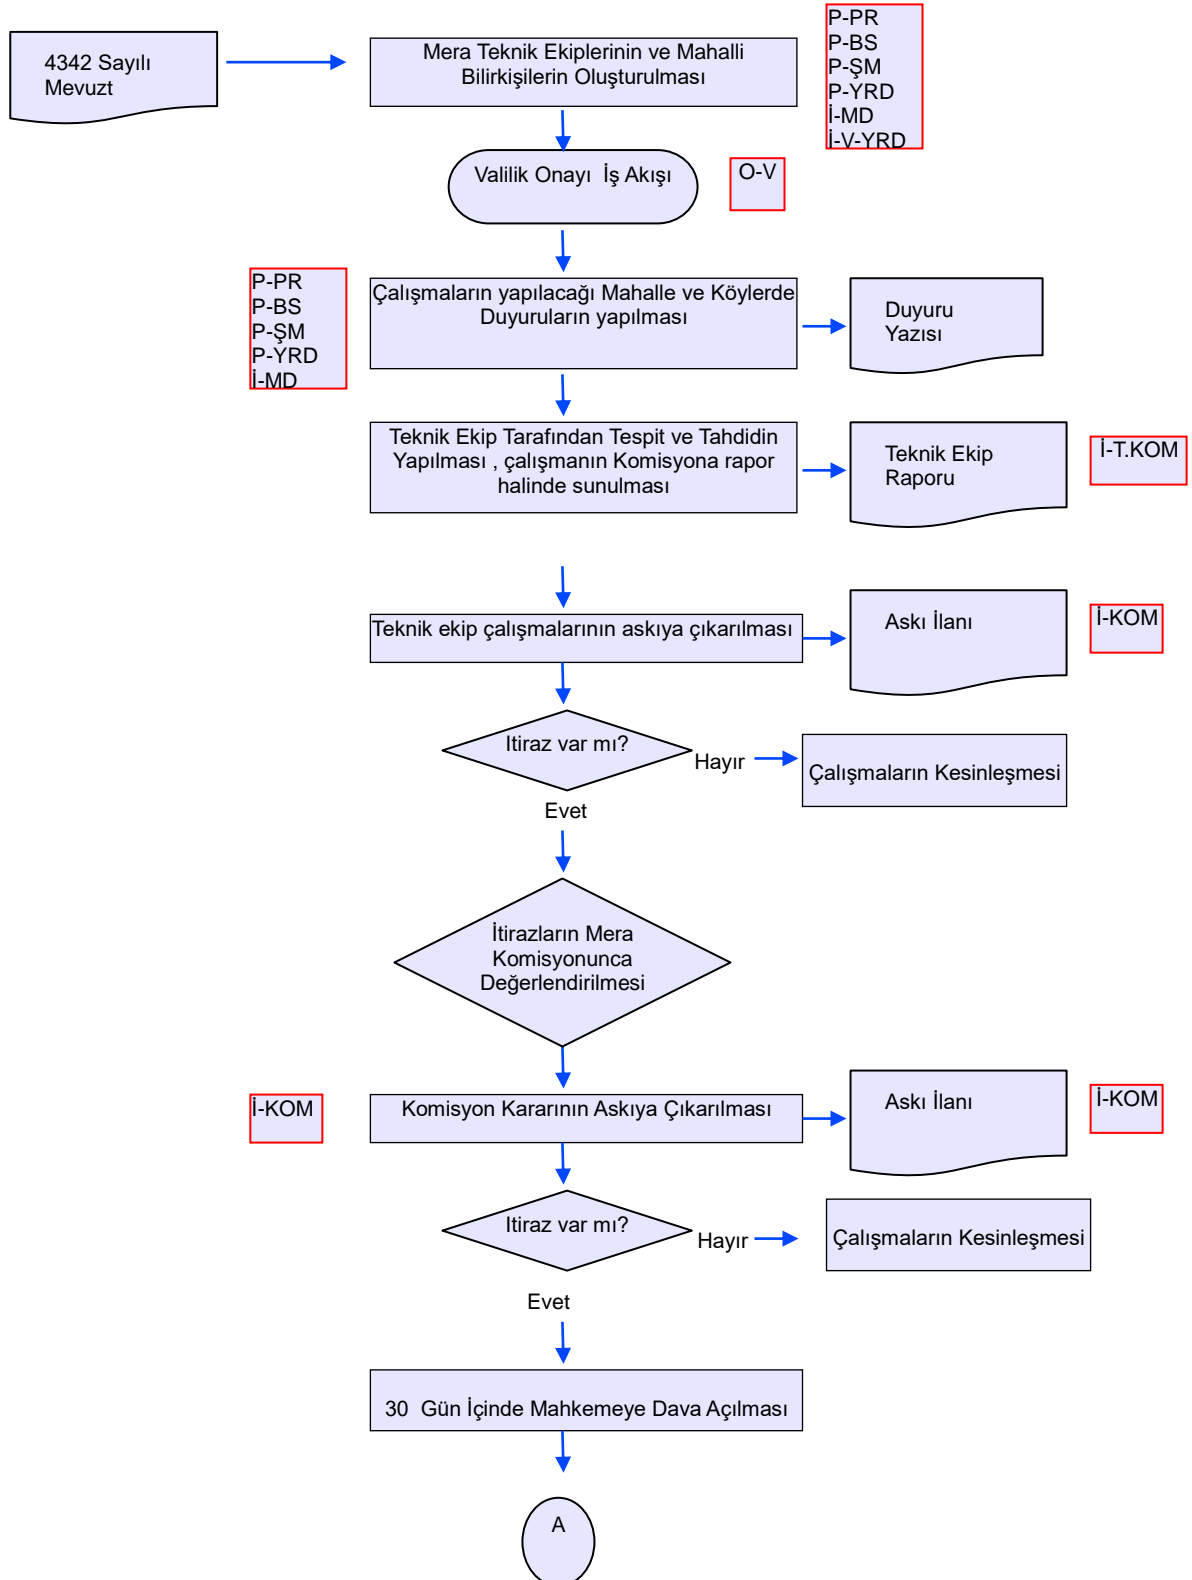 4342 Sayılı
Mevuzt
Mera Teknik Ekiplerinin ve Mahalli
Bilirkişilerin Oluşturulması
P-PR
P-BS
P-ŞM
P-YRD
İ-MD
İ-V-YRD
Valilik Onayı İş Akışı
O-V
P-PR
P-BS
P-ŞM
P-YRD
İ-MD
Çalışmaların yapılacağı Mahalle ve Köylerde
Duyuruların yapılması
Duyuru
Yazısı
Teknik Ekip Tarafından Tespit ve Tahdidin
Yapılması , çalışmanın Komisyona rapor
halinde sunulması
Teknik Ekip
Raporu
İ-T.KOM
Teknik ekip çalışmalarının askıya çıkarılması
Askı İlanı
İ-KOM
Itiraz var mı?
Hayır
Çalışmaların Kesinleşmesi
Evet
İtirazların Mera
Komisyonunca
Değerlendirilmesi
İ-KOM
Komisyon Kararının Askıya Çıkarılması
Askı İlanı
İ-KOM
Itiraz var mı?
Hayır
Çalışmaların Kesinleşmesi
Evet
30 Gün İçinde Mahkemeye Dava Açılması
A